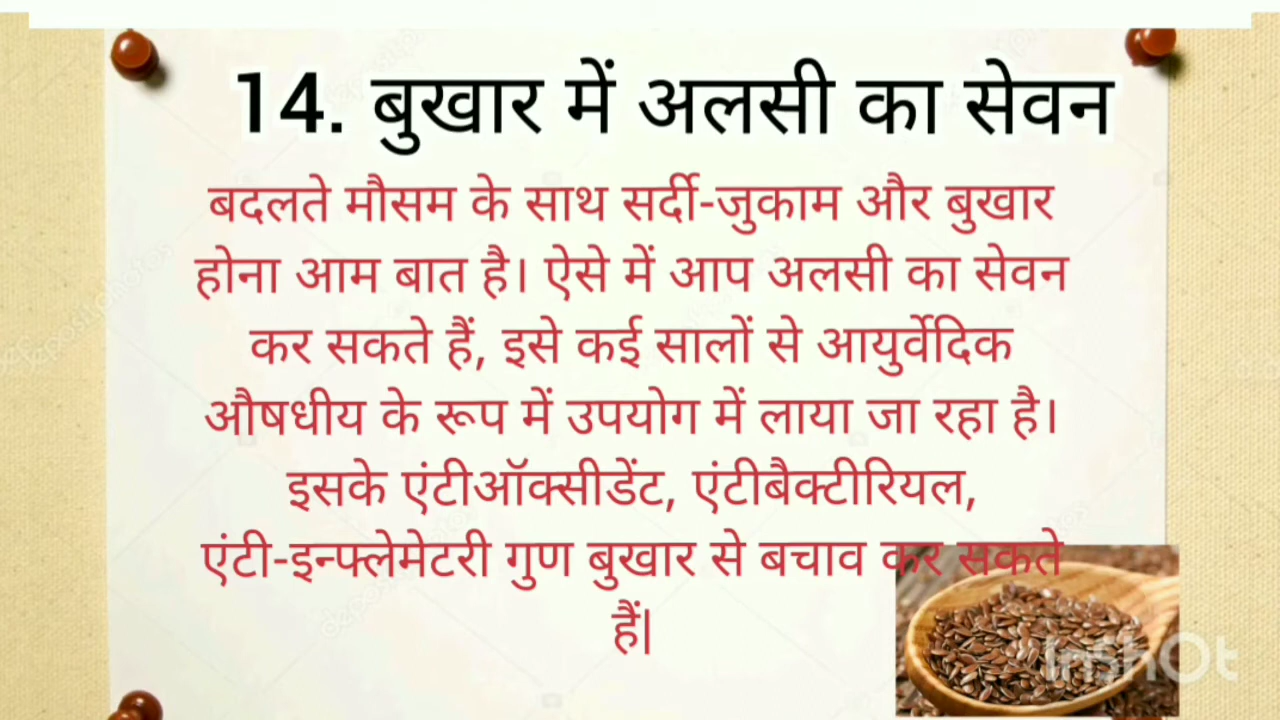 14. बुखार में अलसी का सेवन
बदलते मौसम के साथ सर्दी-जुकाम और बुखार
होना आम बात है। ऐसे में आप अलसी का सेवन
कर सकते हैं, इसे कई सालों से आयुर्वेदिक
औषधीय के रूप में उपयोग में लाया जा रहा है।
इसके एंटीऑक्सीडेंट, एंटीबैक्टीरियल,
एंटी-इन्फ्लेमेटरी गुण बुखार से बचाव कर सकते
हैं|
InShOt